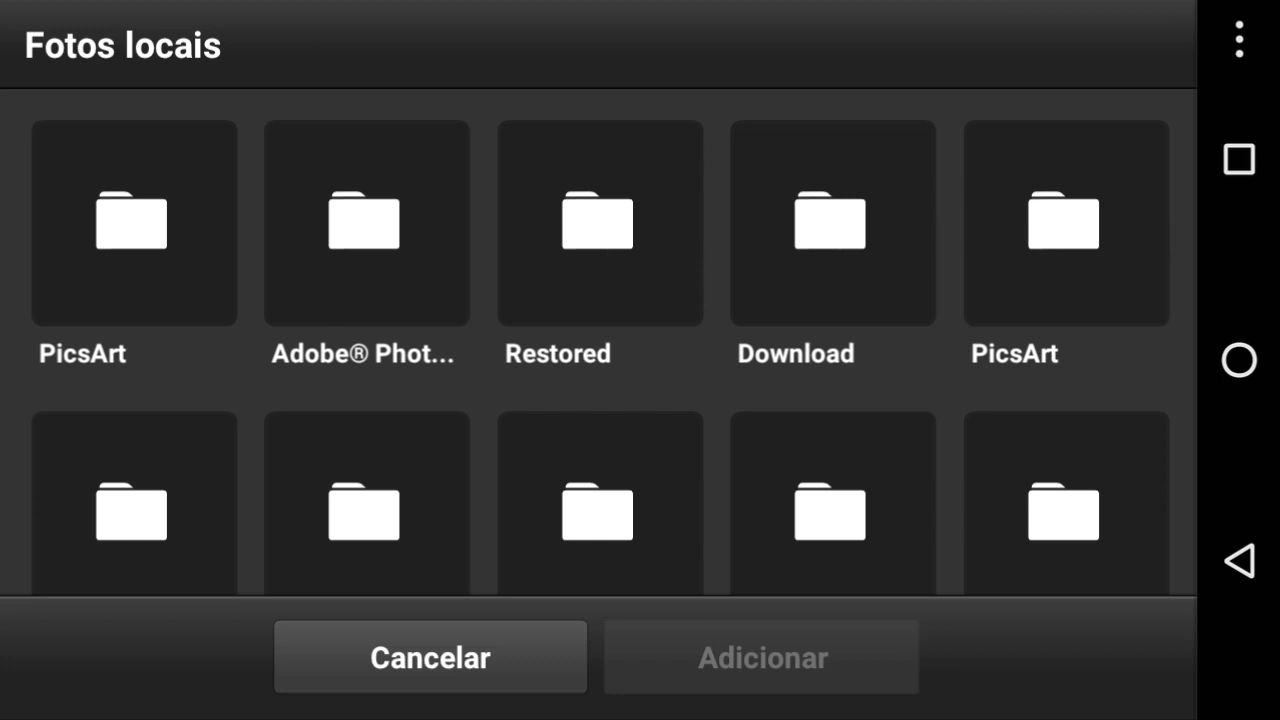 Fotos locais
PicsArt
Adobe® Phot...
Restored
Download
PicsArt
Cancelar
Adicionar